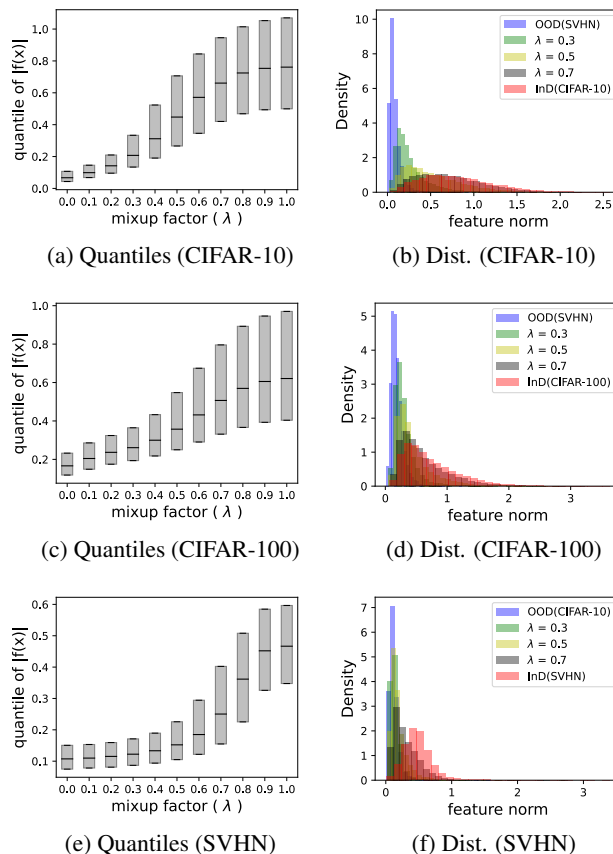 quantile of |f(x)|
1.0
0.8
0.6
0.4
0.2
0.0
0.0 0.1 0.2 0.3 0.4 0.5 0.6 0.7 0.8 0.9 1.0
mixup factor ( λ )
(a) Quantiles (CIFAR-10)
Density
10
8
6
4
2
0
0.0 0.5 1.0 1.5 2.0 2.5
feature norm
OOD(SVHN)
λ = 0.3
λ = 0.5
λ = 0.7
InD(CIFAR-10)
(b) Dist. (CIFAR-10)
quantile of |f(x)|
1.0
0.8
0.6
0.4
0.2
0.0 0.1 0.2 0.3 0.4 0.5 0.6 0.7 0.8 0.9 1.0
mixup factor ( λ )
(c) Quantiles (CIFAR-100)
Density
5
4
3
2
1
0
0 1 2 3
feature norm
OOD(SVHN)
λ = 0.3
λ = 0.5
λ = 0.7
InD(CIFAR-100)
(d) Dist. (CIFAR-100)
quantile of |f(x)|
0.6
0.5
0.4
0.3
0.2
0.1
0.0 0.1 0.2 0.3 0.4 0.5 0.6 0.7 0.8 0.9 1.0
mixup factor ( λ )
(e) Quantiles (SVHN)
Density
7
6
5
4
3
2
1
0
0 1 2 3
feature norm
OOD(CIFAR-10)
λ = 0.3
λ = 0.5
λ = 0.7
InD(SVHN)
(f) Dist. (SVHN)